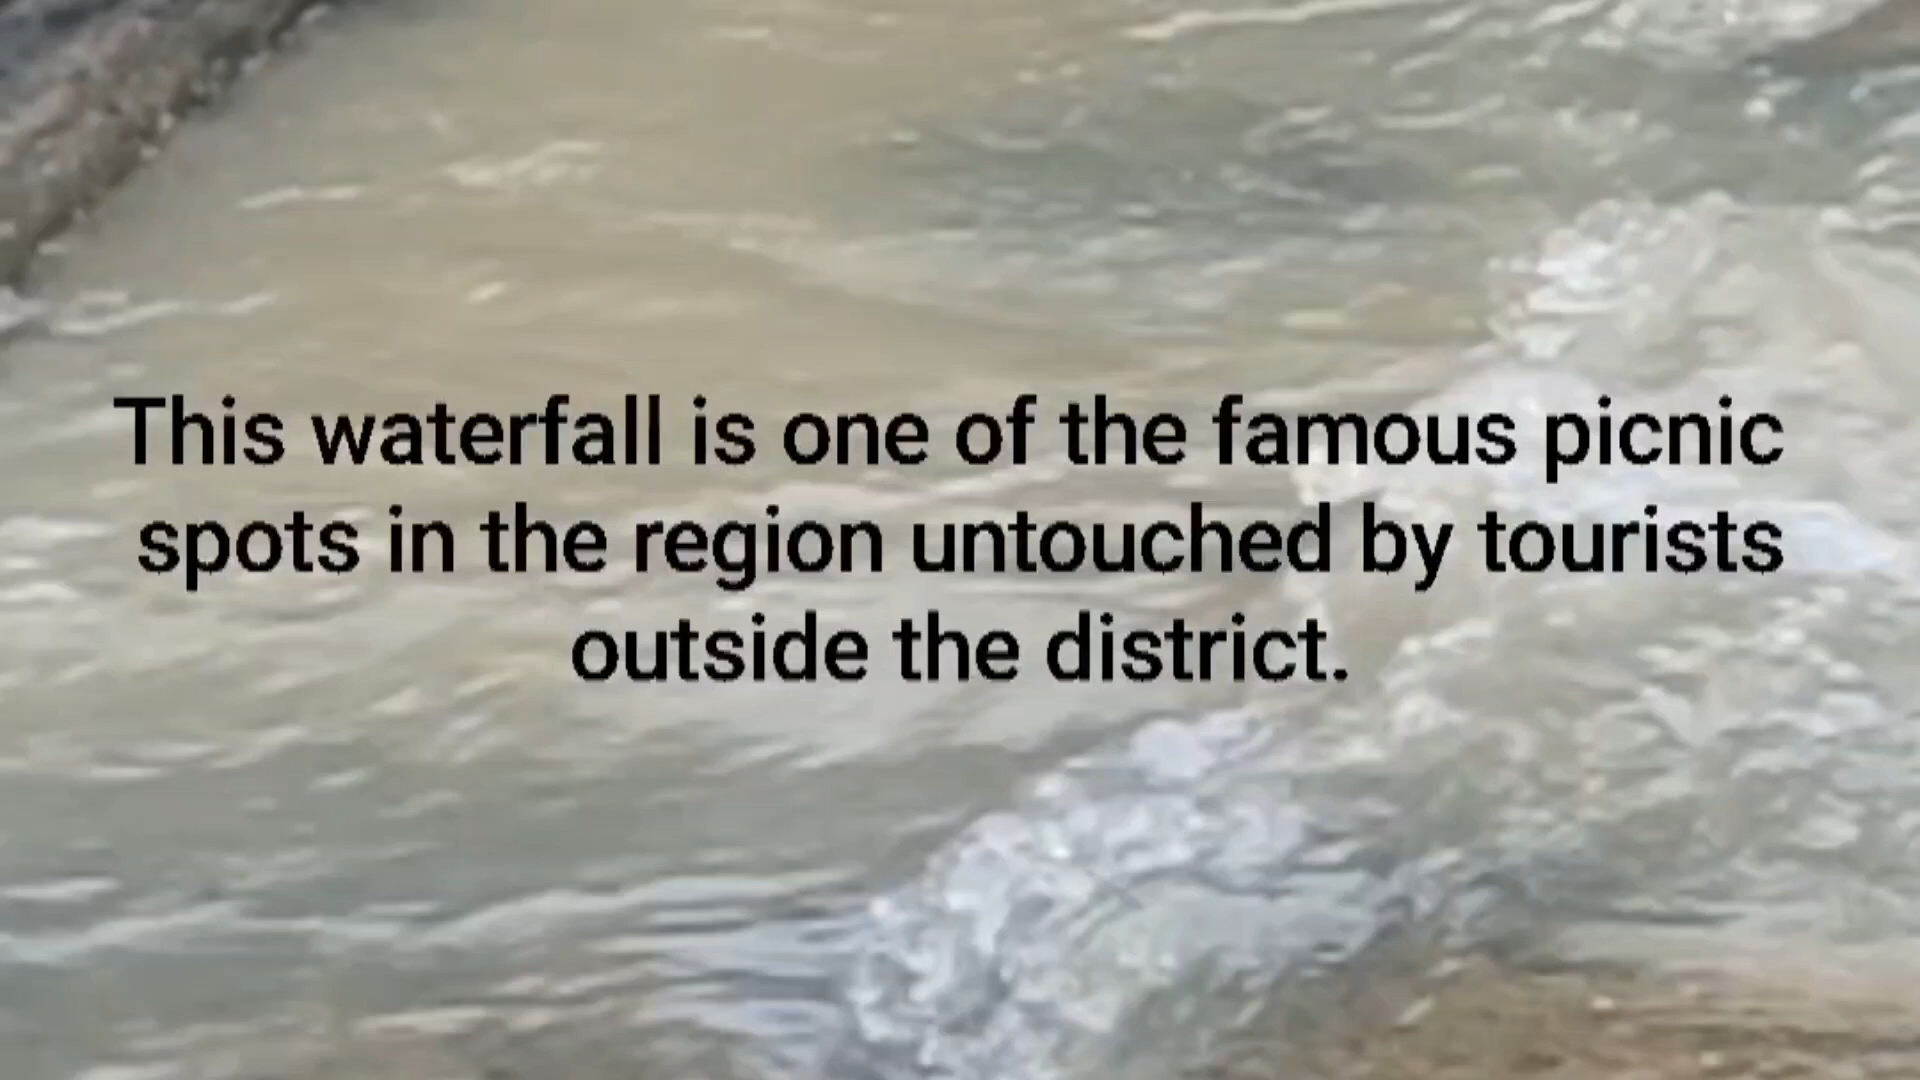 This waterfall is one of the famous picnic
spots in the region untouched by tourists
outside the district.